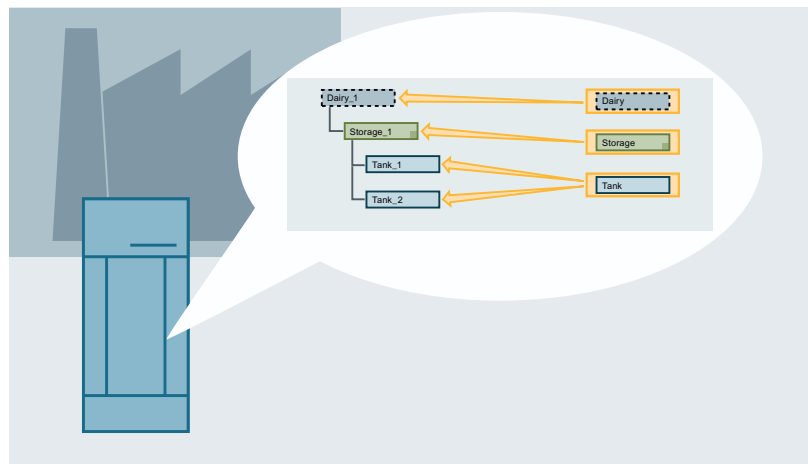 Dairy_1
Dairy
Storage_1
Storage
Tank_1
Tank
Tank_2